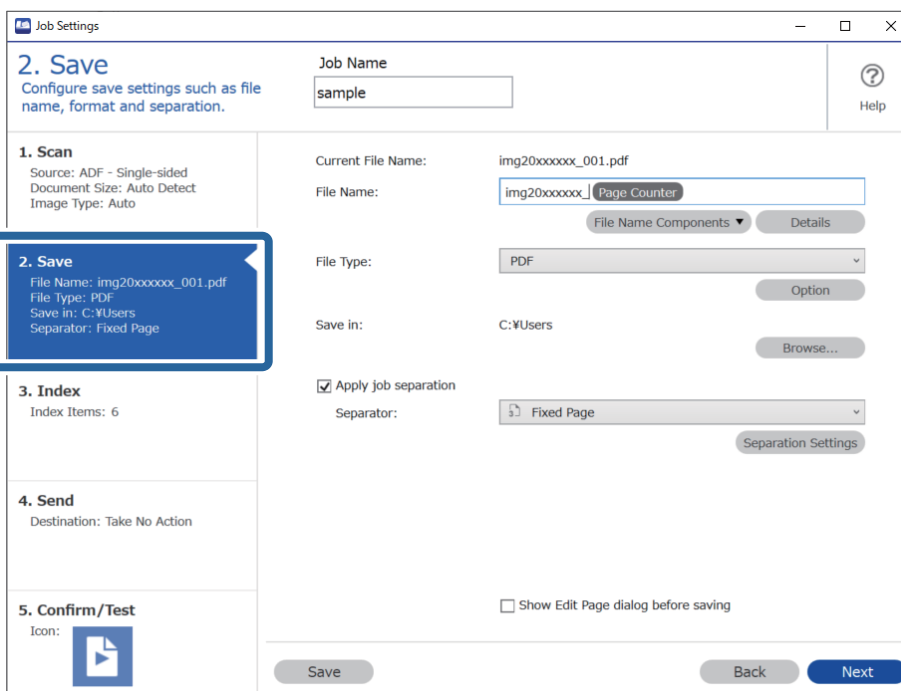 Job Settings
2. Save
Configure save settings such as file
name, format and separation.
Job Name
sample
Help
1. Scan
Source: ADF - Single-sided
Document Size: Auto Detect
Image Type: Auto
2. Save
File Name: img20xxxxxx_001.pdf
File Type: PDF
Save in: C:¥Users
Separator: Fixed Page
3. Index
Index Items: 6
4. Send
Destination: Take No Action
5. Confirm/Test
Icon:
Current File Name: img20xxxxxx_001.pdf
File Name: img20xxxxxx_ Page Counter
File Name Components Details
File Type: PDF
Option
Save in: C:¥Users
Browse...
Apply job separation
Separator: Fixed Page
Separation Settings
Show Edit Page dialog before saving
Save Back Next